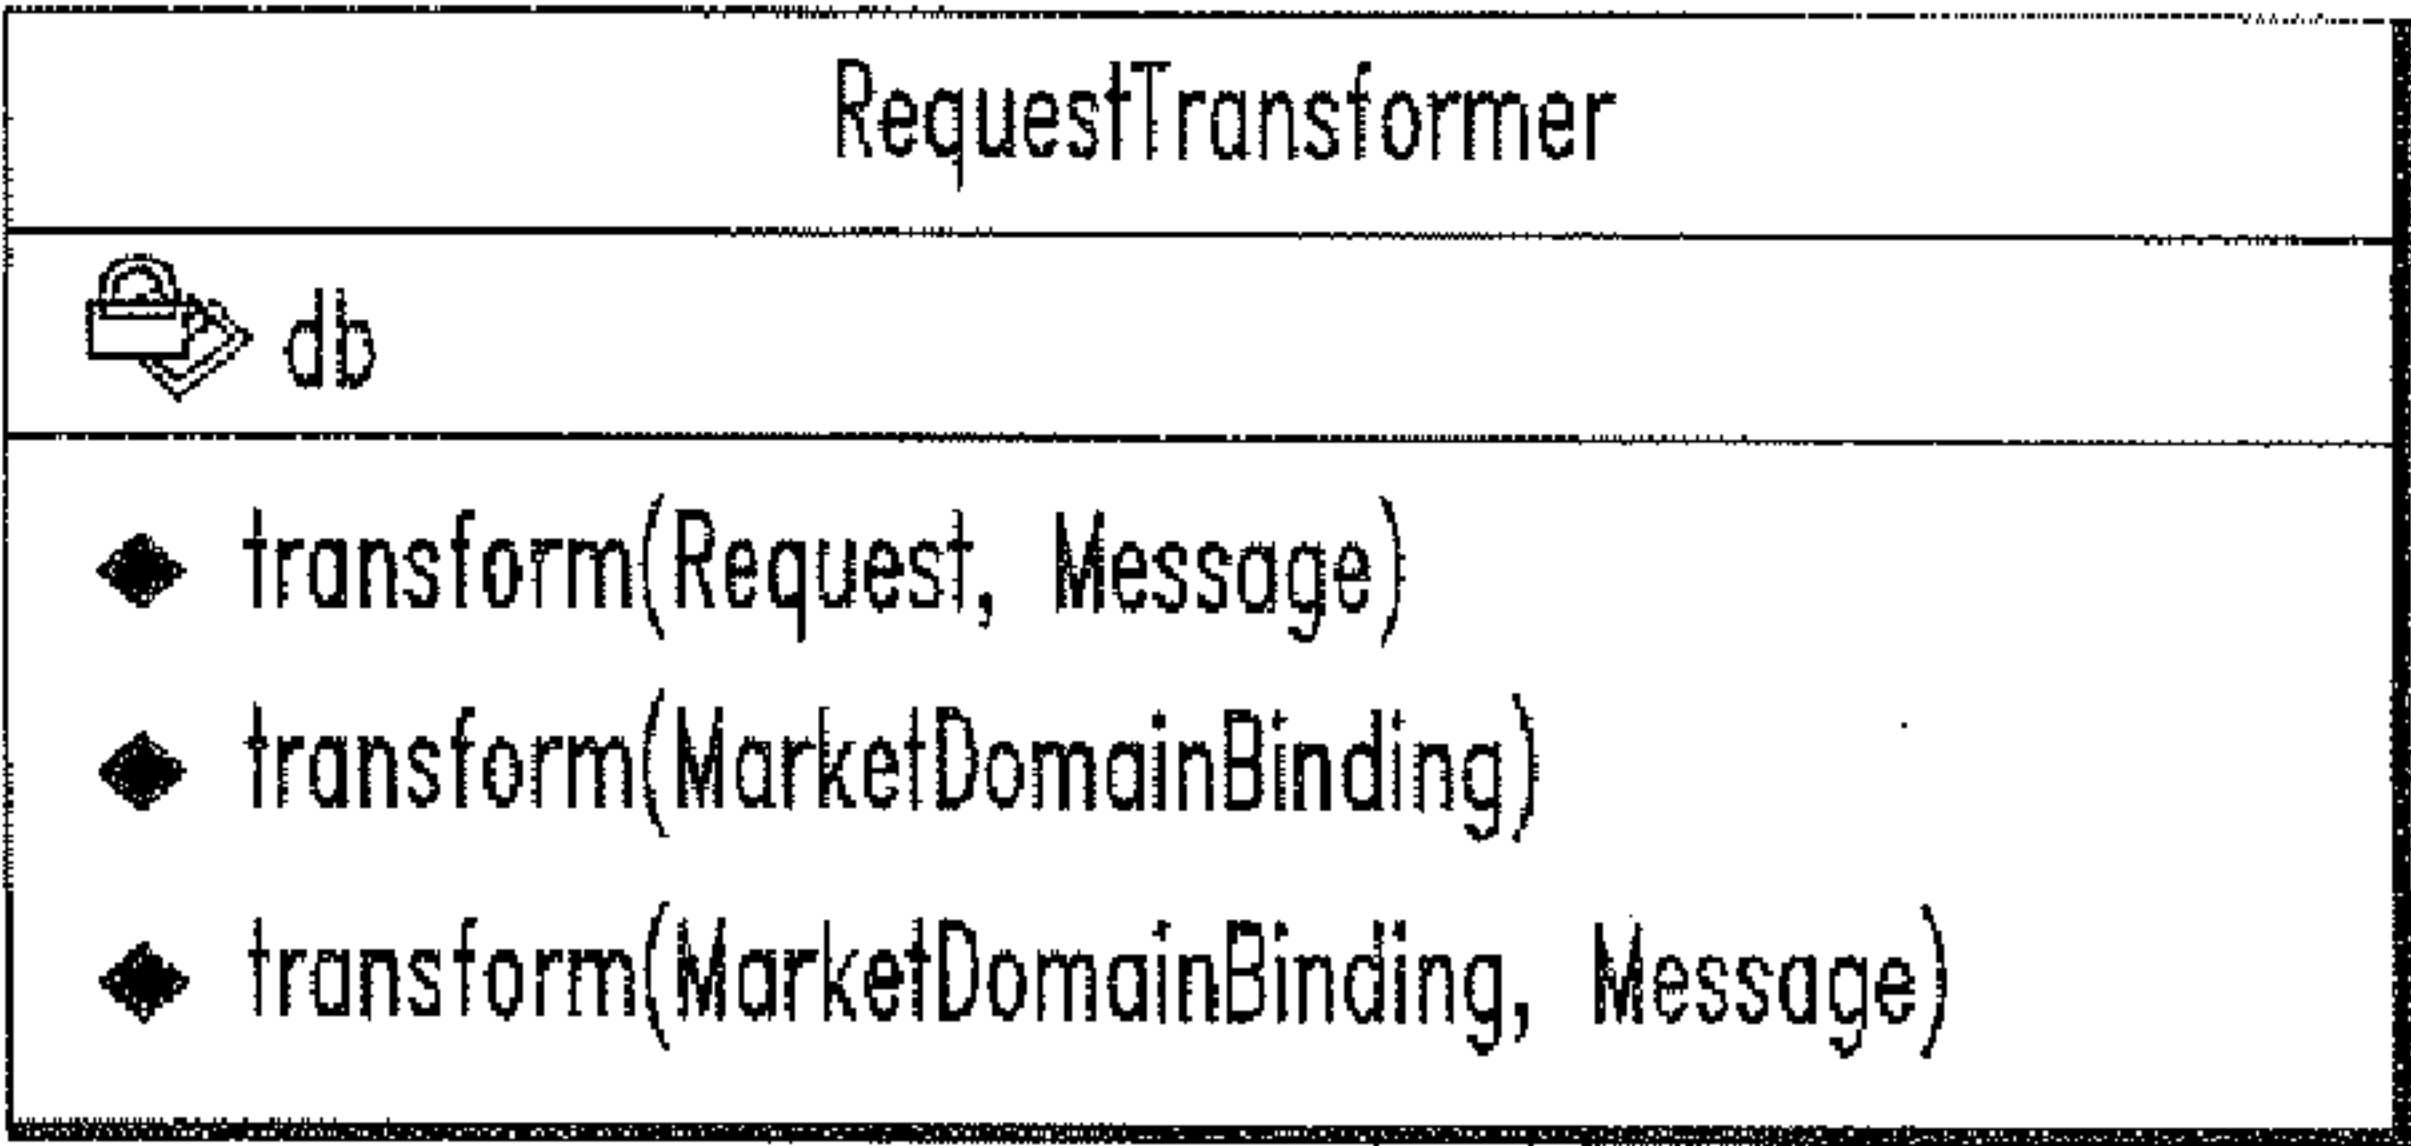 RequestTransformer
db
transform(Request, Message)
transform(MarketDomainBinding)
transform(MarketDomainBinding, Message)